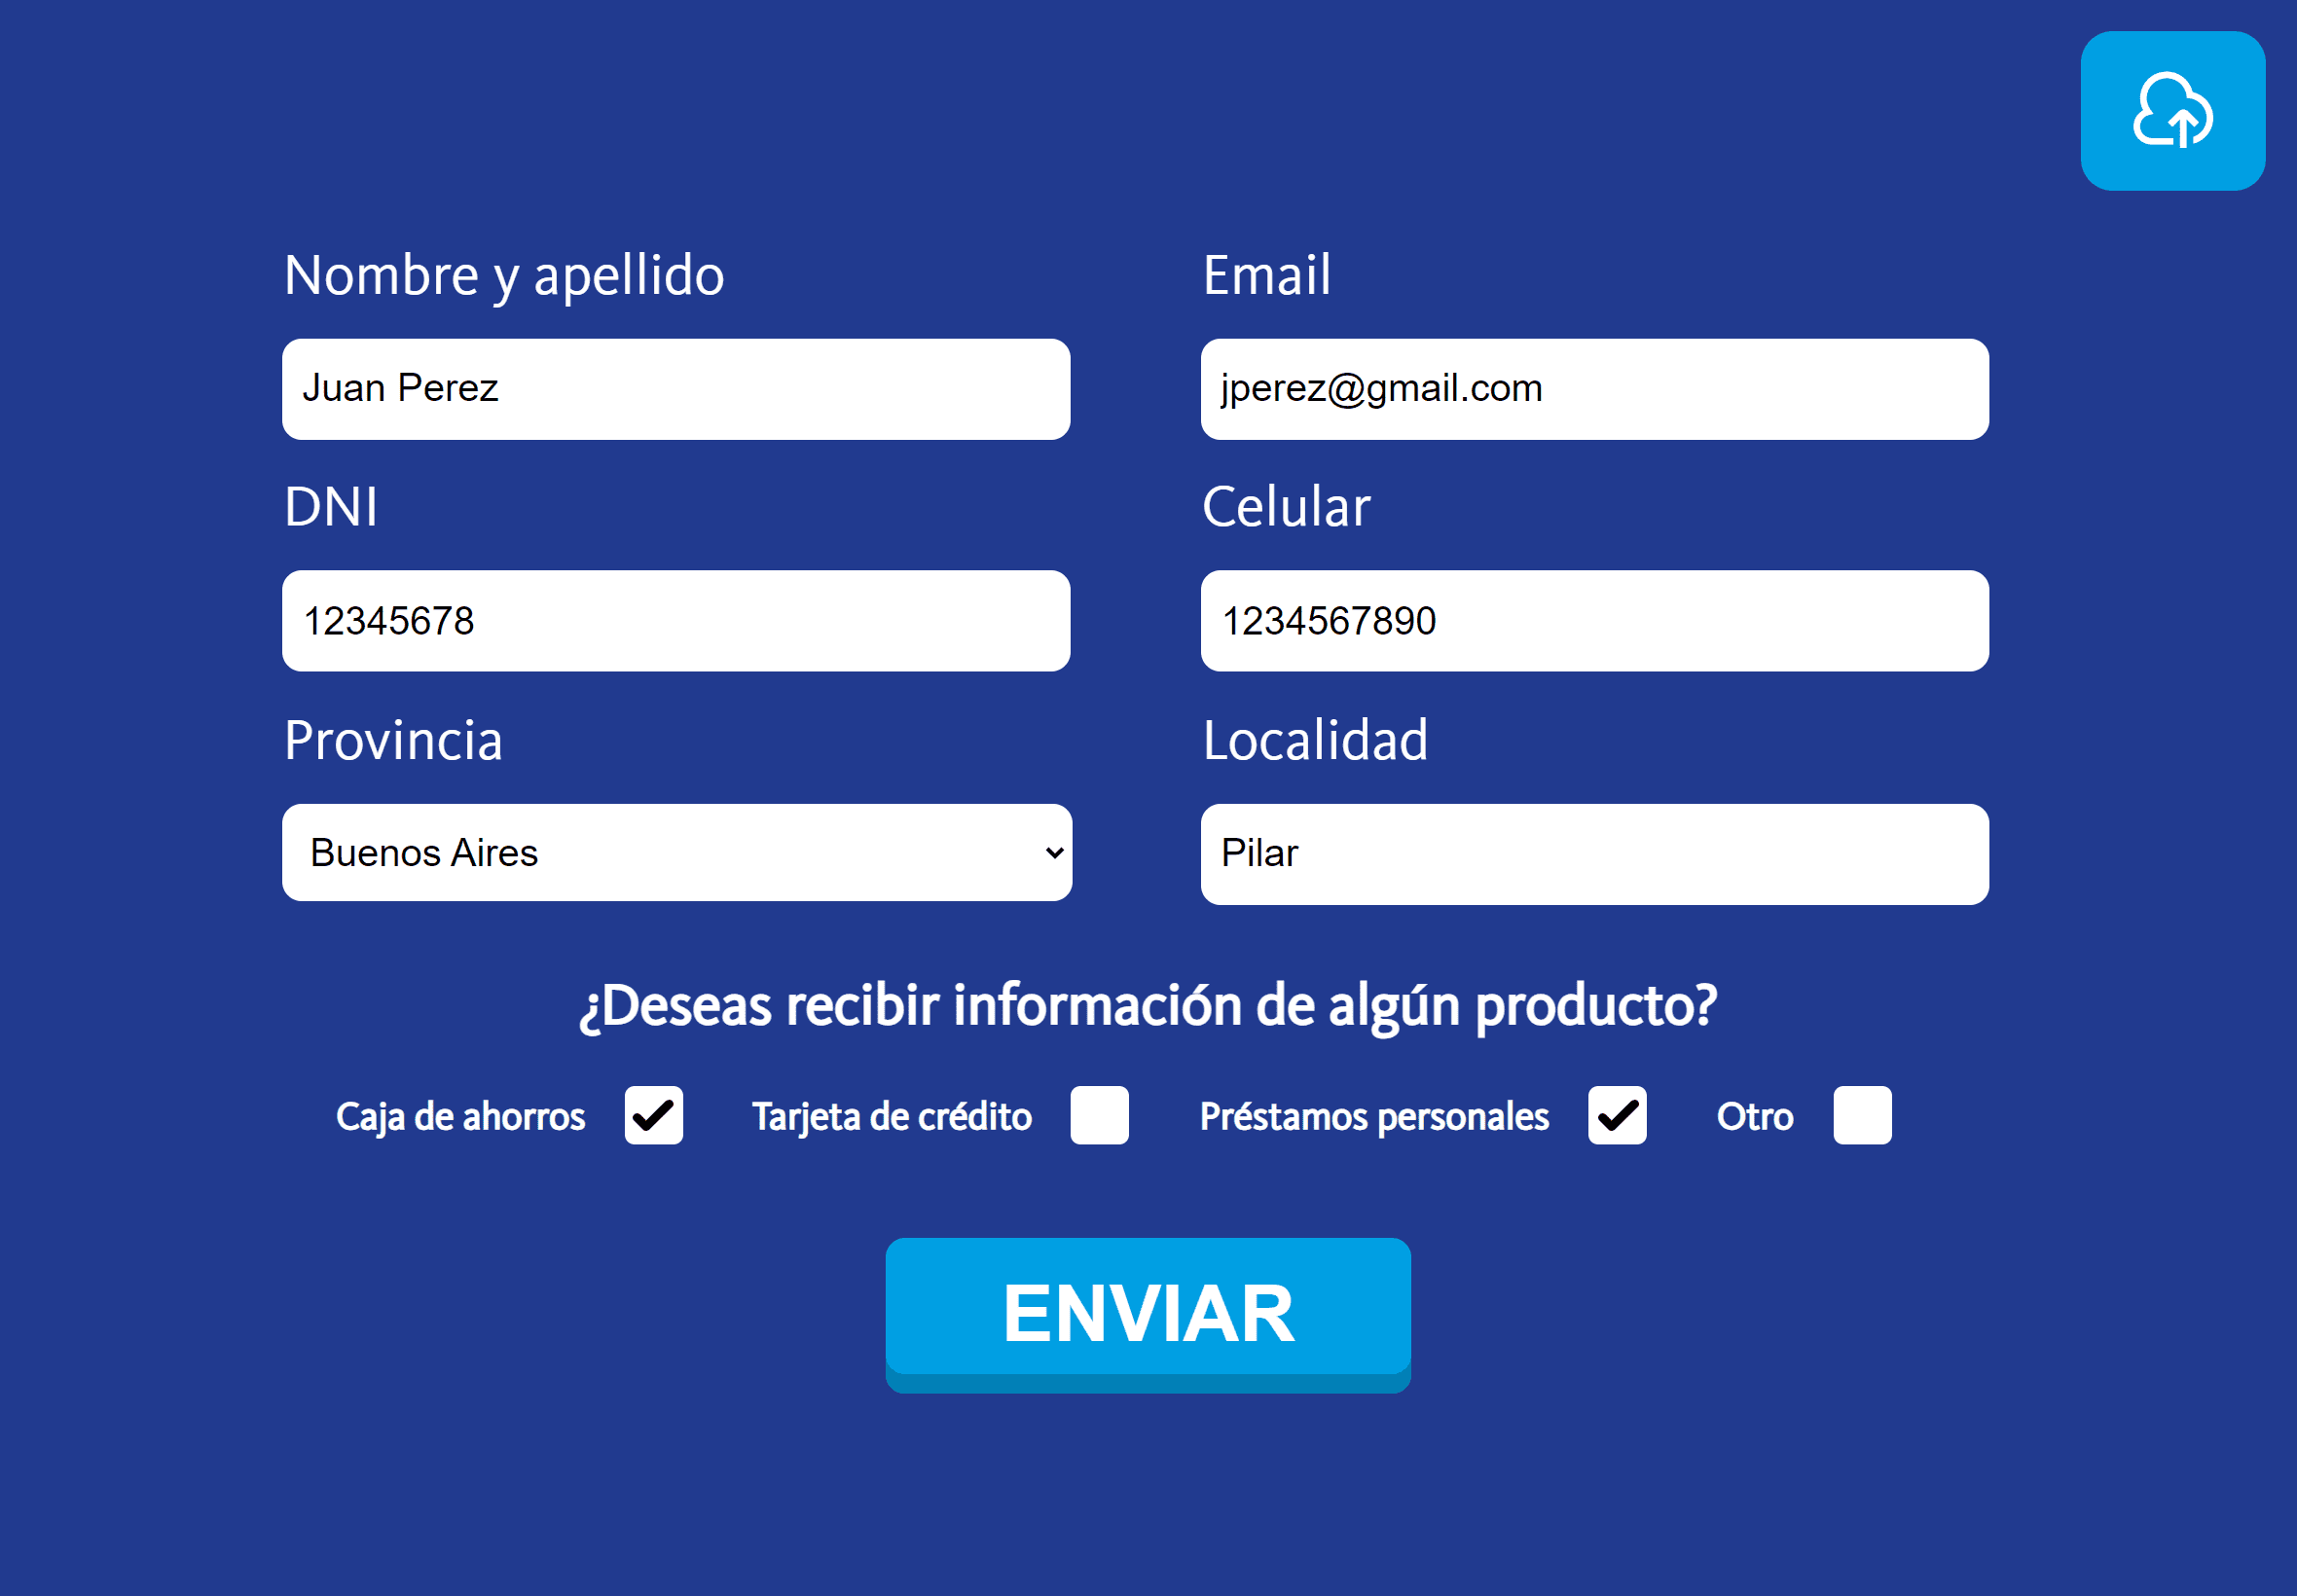 Nombre y apellido
Email
Juan Perez
jperez@gmail.com
DNI
Celular
12345678
1234567890
Provincia
Localidad
Buenos Aires
Pilar
¿Deseas recibir información de algún producto?
Caja de ahorros Tarjeta de crédito Préstamos personales Otro
ENVIAR